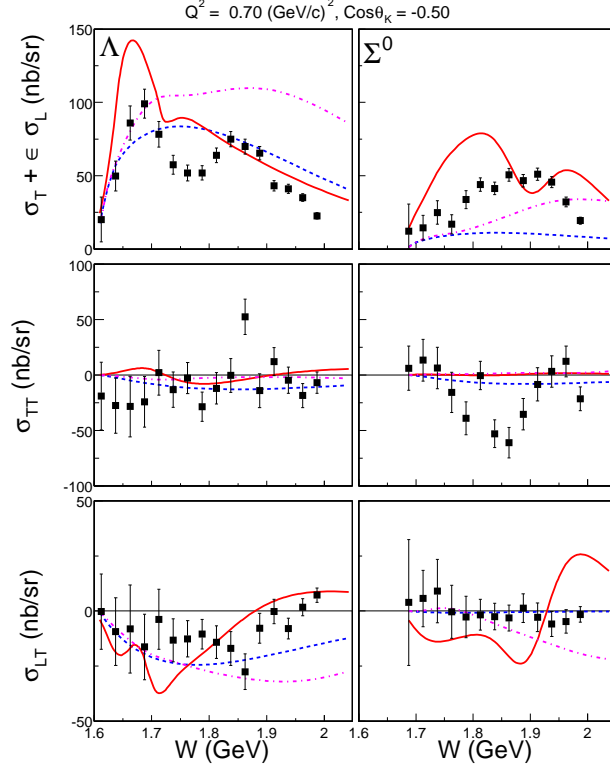 Q² = 0.70 (GeV/c)², Cosθ_K = -0.50
Λ
Σ⁰
σ_T + ∈ σ_L (nb/sr)
150
100
50
0
σ_TT (nb/sr)
100
50
0
-50
-100
σ_LT (nb/sr)
50
25
0
-25
-50
1.6 1.7 1.8 1.9 2 1.6 1.7 1.8 1.9 2
W (GeV) W (GeV)